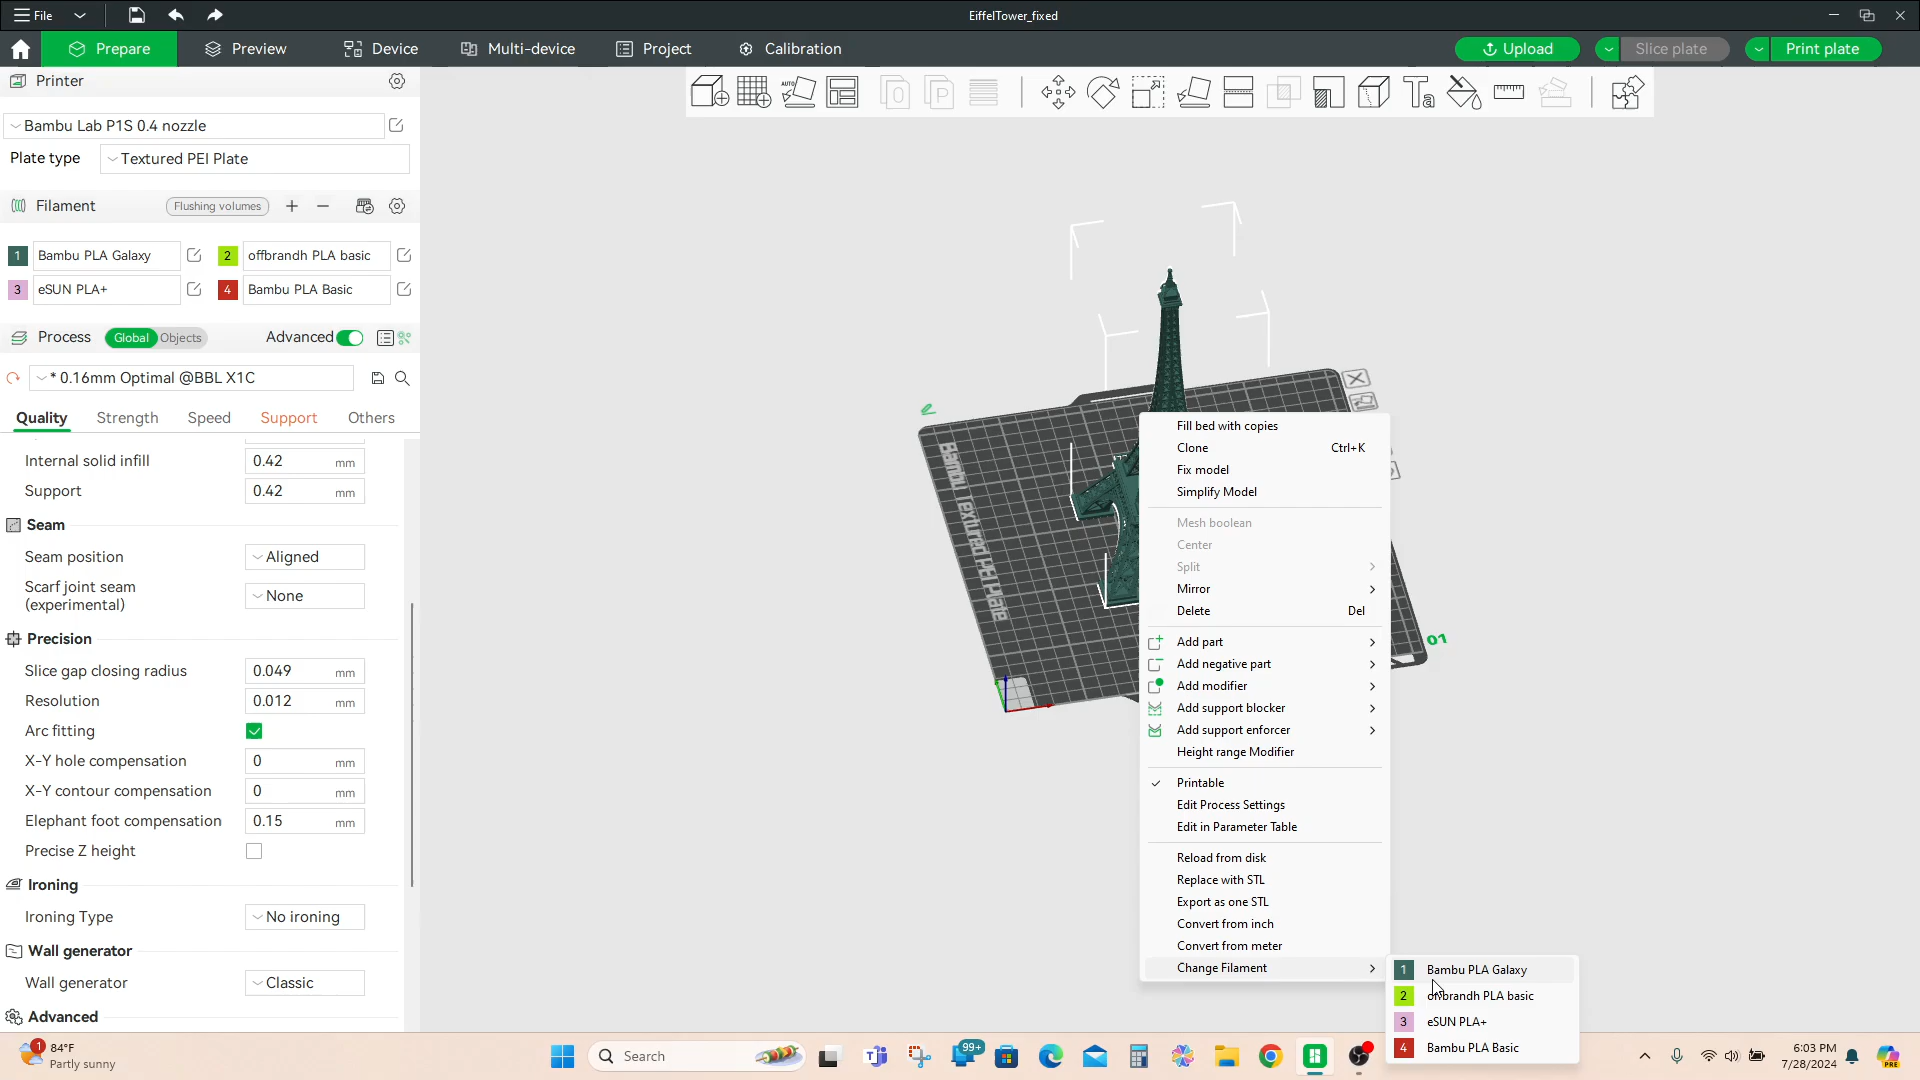 File
EiffelTower_fixed
Prepare Preview Device Multi-device Project Calibration Upload Slice plate Print plate
Printer
Bambu Lab P1S 0.4 nozzle
Plate type Textured PEI Plate
Filament Flushing volumes
1 Bambu PLA Galaxy 2 offbrandh PLA basic
3 eSUN PLA+ 4 Bambu PLA Basic
Process Global Objects Advanced
* 0.16mm Optimal @BBL X1C
Quality Strength Speed Support Others
Internal solid infill 0.42 mm
Support 0.42 mm
Seam
Seam position Aligned
Scarf joint seam
(experimental) None
Precision
Slice gap closing radius 0.049 mm
Resolution 0.012 mm
Arc fitting
X-Y hole compensation 0 mm
X-Y contour compensation 0 mm
Elephant foot compensation 0.15 mm
Precise Z height
Ironing
Ironing Type No ironing
Wall generator
Wall generator Classic
Advanced
AUTO
0
P
Ta
Bambu Textured PEI Plate
01
Fill bed with copies
Clone Ctrl+K
Fix model
Simplify Model
Mesh boolean
Center
Split
Mirror
Delete Del
Add part
Add negative part
Add modifier
Add support blocker
Add support enforcer
Height range Modifier
Printable
Edit Process Settings
Edit in Parameter Table
Reload from disk
Replace with STL
Export as one STL
Convert from inch
Convert from meter
Change Filament
1 Bambu PLA Galaxy
2 offbrandh PLA basic
3 eSUN PLA+
4 Bambu PLA Basic
1
84°F
Partly sunny
Search
99+
6:03 PM
7/28/2024
PRE